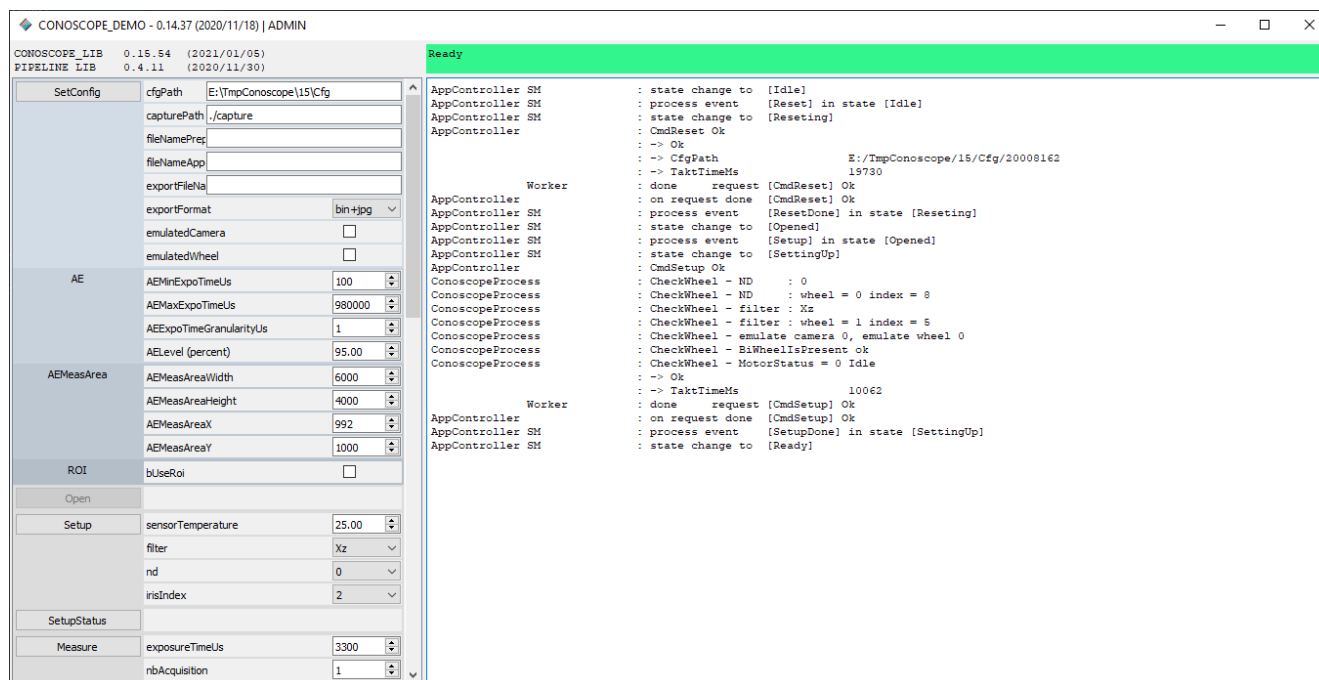 CONOSCOPE_DEMO - 0.14.37 (2020/11/18) | ADMIN
CONOSCOPE_LIB 0.15.54 (2021/01/05)
PIPELINE LIB 0.4.11 (2020/11/30)
Ready
SetConfig cfgPath E:\TmpConoscope\15\Cfg
capturePath ./capture
fileNamePrep
fileNameApp
exportFileNa
exportFormat bin+jpg
emulatedCamera
emulatedWheel
AE AEMinExpoTimeUs 100
AEMaxExpoTimeUs 980000
AEExpoTimeGranularityUs 1
AELevel (percent) 95.00
AEMeasArea AEMeasAreaWidth 6000
AEMeasAreaHeight 4000
AEMeasAreaX 992
AEMeasAreaY 1000
ROI bUseRoi
Open
Setup sensorTemperature 25.00
filter Xz
nd 0
irisIndex 2
SetupStatus
Measure exposureTimeUs 3300
nbAcquisition 1
AppController SM : state change to [Idle]
AppController SM : process event [Reset] in state [Idle]
AppController SM : state change to [Reseting]
AppController : CmdReset Ok
: -> Ok
: -> CfgPath E:/TmpConoscope/15/Cfg/20008162
: -> TaktTimeMs 19730
Worker : done request [CmdReset] Ok
AppController : on request done [CmdReset] Ok
AppController SM : process event [ResetDone] in state [Reseting]
AppController SM : state change to [Opened]
AppController SM : process event [Setup] in state [Opened]
AppController SM : state change to [SettingUp]
AppController : CmdSetup Ok
ConoscopeProcess : CheckWheel - ND : 0
ConoscopeProcess : CheckWheel - ND : wheel = 0 index = 8
ConoscopeProcess : CheckWheel - filter : Xz
ConoscopeProcess : CheckWheel - filter : wheel = 1 index = 5
ConoscopeProcess : CheckWheel - emulate camera 0, emulate wheel 0
ConoscopeProcess : CheckWheel - BiWheelIsPresent ok
ConoscopeProcess : CheckWheel - MotorStatus = 0 Idle
: -> Ok
: -> TaktTimeMs 10062
Worker : done request [CmdSetup] Ok
AppController : on request done [CmdSetup] Ok
AppController SM : process event [SetupDone] in state [SettingUp]
AppController SM : state change to [Ready]